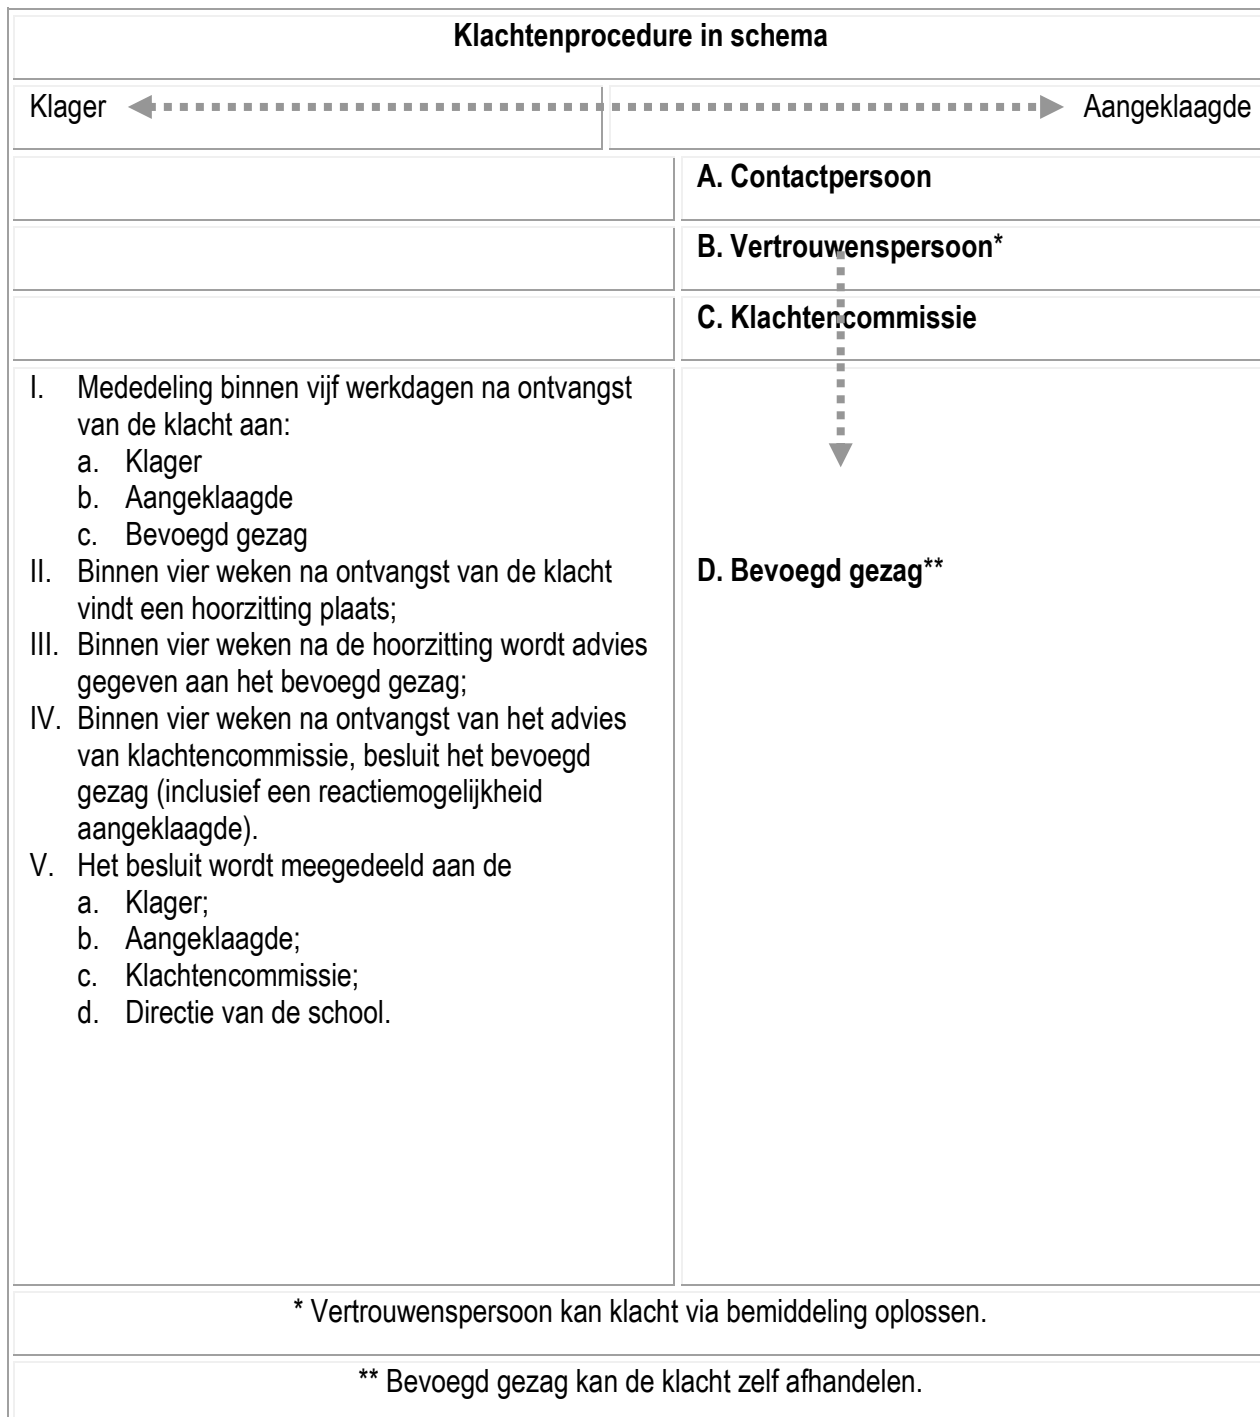 Klachtenprocedure in schema
Klager
Aangeklaagde
A. Contactpersoon
B. Vertrouwenspersoon*
C. Klachtencommissie
I. Mededeling binnen vijf werkdagen na ontvangst
van de klacht aan:
a. Klager
b. Aangeklaagde
c. Bevoegd gezag
II. Binnen vier weken na ontvangst van de klacht
vindt een hoorzitting plaats;
III. Binnen vier weken na de hoorzitting wordt advies
gegeven aan het bevoegd gezag;
IV. Binnen vier weken na ontvangst van het advies
van klachtencommissie, besluit het bevoegd
gezag (inclusief een reactiemogelijkheid
aangeklaagde).
V. Het besluit wordt meegedeeld aan de
a. Klager;
b. Aangeklaagde;
c. Klachtencommissie;
d. Directie van de school.
D. Bevoegd gezag**
* Vertrouwenspersoon kan klacht via bemiddeling oplossen.
** Bevoegd gezag kan de klacht zelf afhandelen.